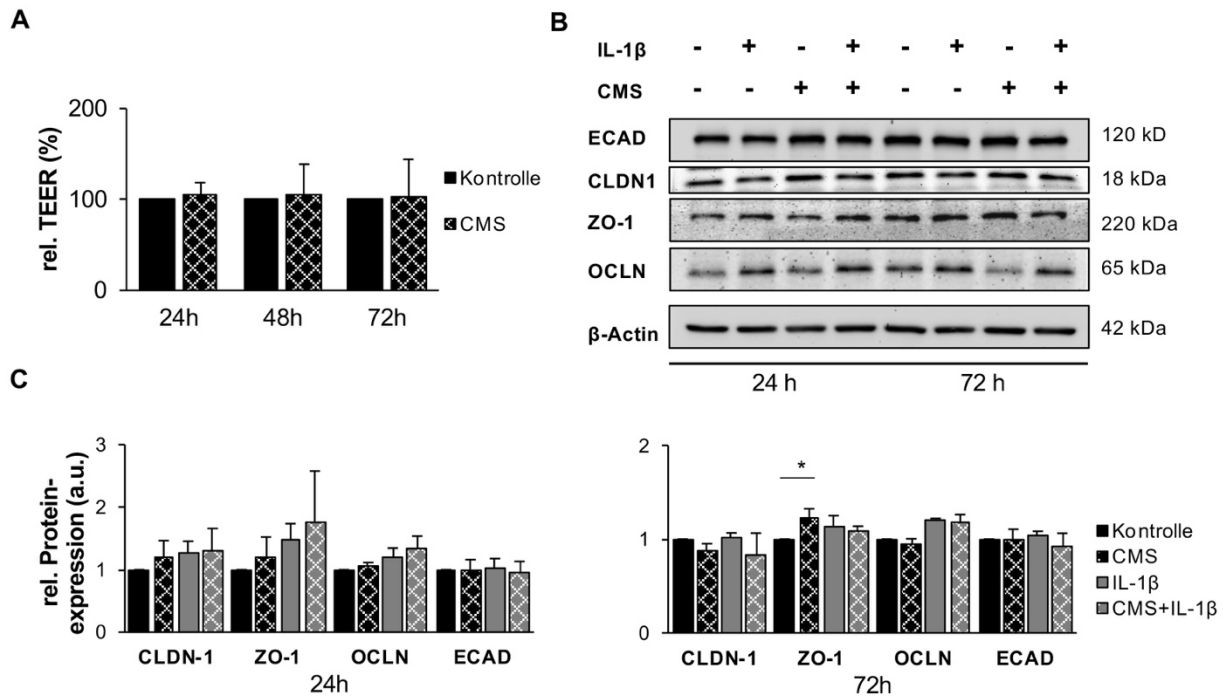 A
rel. TEER (%)
200
100
0
24h 48h 72h
Kontrolle
CMS
B
IL-1β - + - + - + - +
CMS - - + + - - + +
ECAD 120 kD
CLDN1 18 kDa
ZO-1 220 kDa
OCLN 65 kDa
β-Actin 42 kDa
24 h 72 h
C
rel. Protein-
expression (a.u.)
3
2
1
0
CLDN-1 ZO-1 OCLN ECAD
24h
2
1
0
*
CLDN-1 ZO-1 OCLN ECAD
72h
Kontrolle
CMS
IL-1β
CMS+IL-1β